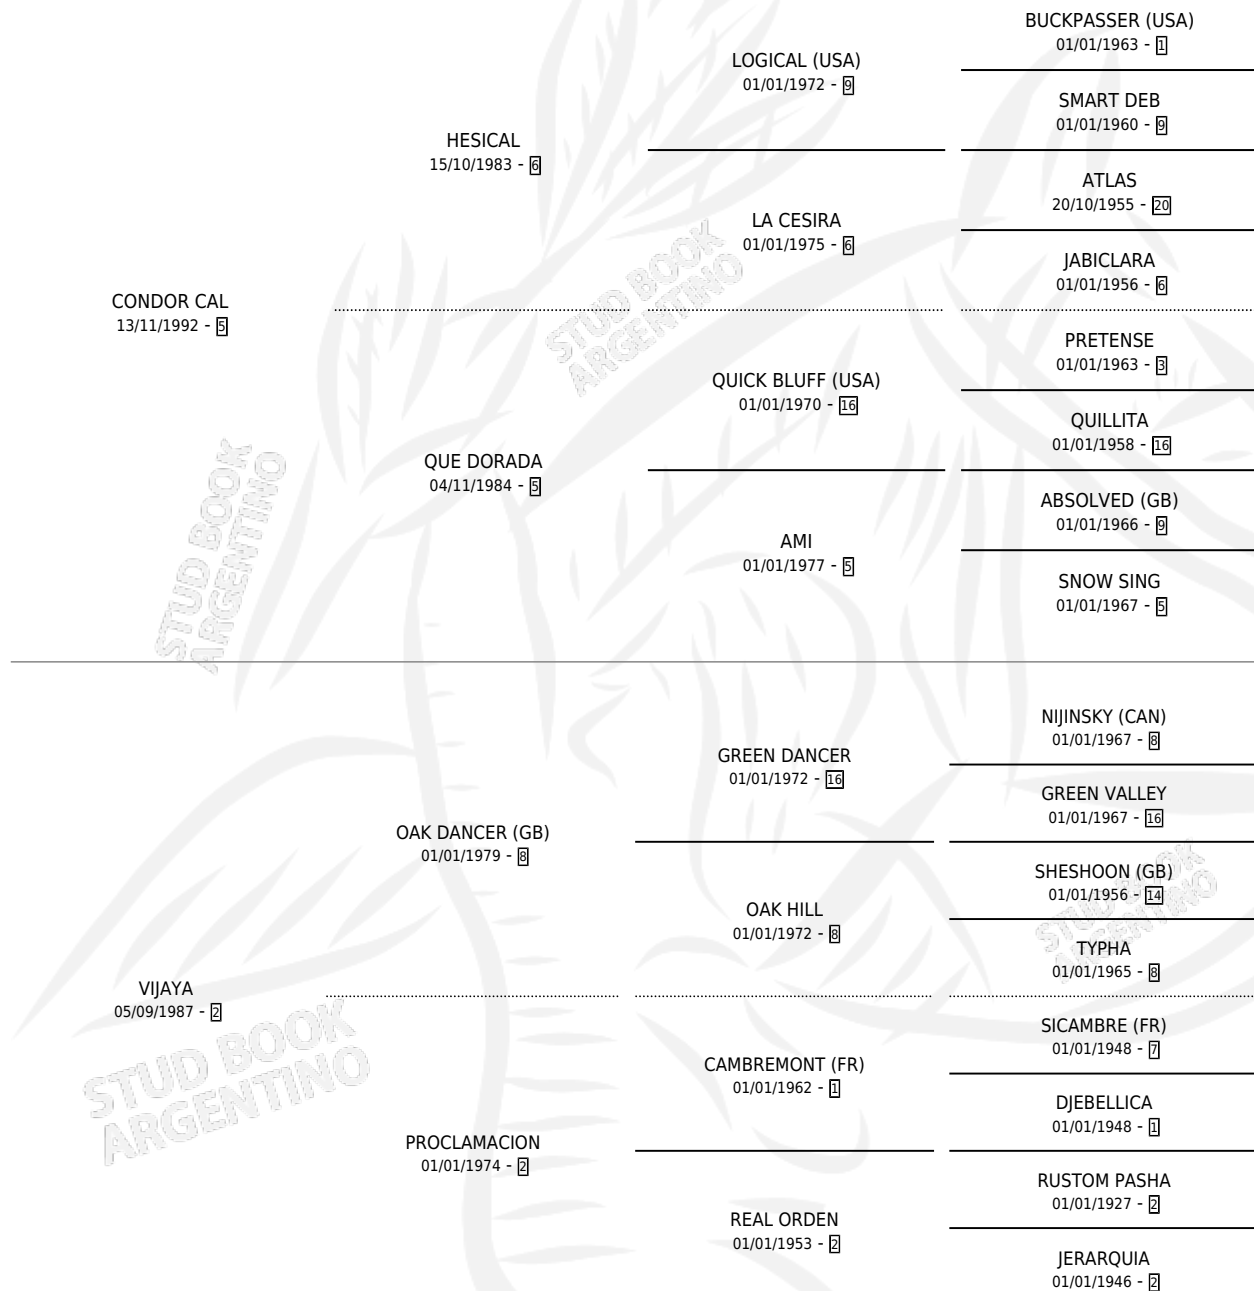 BUCKPASSER (USA)
01/01/1963 - 1
LOGICAL (USA)
01/01/1972 - 9
SMART DEB
01/01/1960 - 9
HESICAL
15/10/1983 - 6
ATLAS
20/10/1955 - 20
LA CESIRA
01/01/1975 - 6
JABICLARA
01/01/1956 - 6
CONDOR CAL
13/11/1992 - 5
PRETENSE
01/01/1963 - 3
QUICK BLUFF (USA)
01/01/1970 - 16
QUILLITA
01/01/1958 - 16
QUE DORADA
04/11/1984 - 5
ABSOLVED (GB)
01/01/1966 - 9
AMI
01/01/1977 - 5
SNOW SING
01/01/1967 - 5
NIJINSKY (CAN)
01/01/1967 - 8
GREEN DANCER
01/01/1972 - 16
GREEN VALLEY
01/01/1967 - 16
OAK DANCER (GB)
01/01/1979 - 8
SHESHOON (GB)
01/01/1956 - 14
OAK HILL
01/01/1972 - 8
TYPHA
01/01/1965 - 8
VIJAYA
05/09/1987 - 2
SICAMBRE (FR)
01/01/1948 - 7
CAMBREMONT (FR)
01/01/1962 - 1
DJEBELLICA
01/01/1948 - 1
PROCLAMACION
01/01/1974 - 2
RUSTOM PASHA
01/01/1927 - 2
REAL ORDEN
01/01/1953 - 2
JERARQUIA
01/01/1946 - 2
STUD BOOK
ARGENTINO
STUD BOOK
ARGENTINO
STUD BOOK
ARGENTINO
STUD BOOK
ARGENTINO